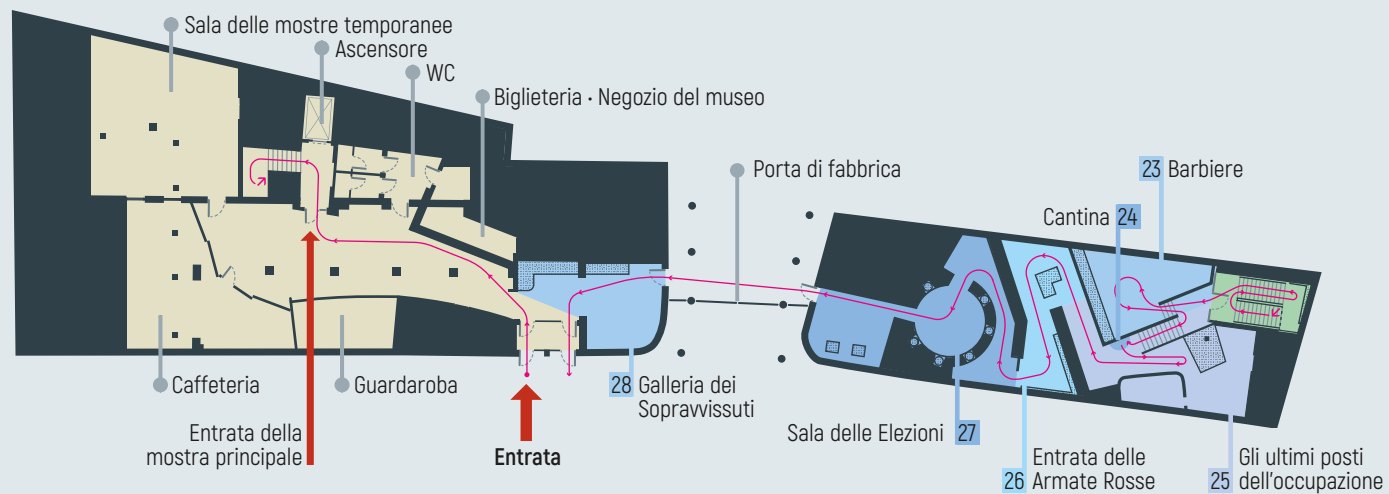 Sala delle mostre temporanee
Ascensore
WC
Biglieteria · Negozio del museo
Porta di fabbrica
23 Barbiere
Cantina 24
Caffeteria
Guardaroba
28 Galleria dei
Sopravvissuti
Entrata della
mostra principale
Entrata
Sala delle Elezioni 27
Entrata delle
26 Armate Rosse
Gli ultimi posti
25 dell'occupazione